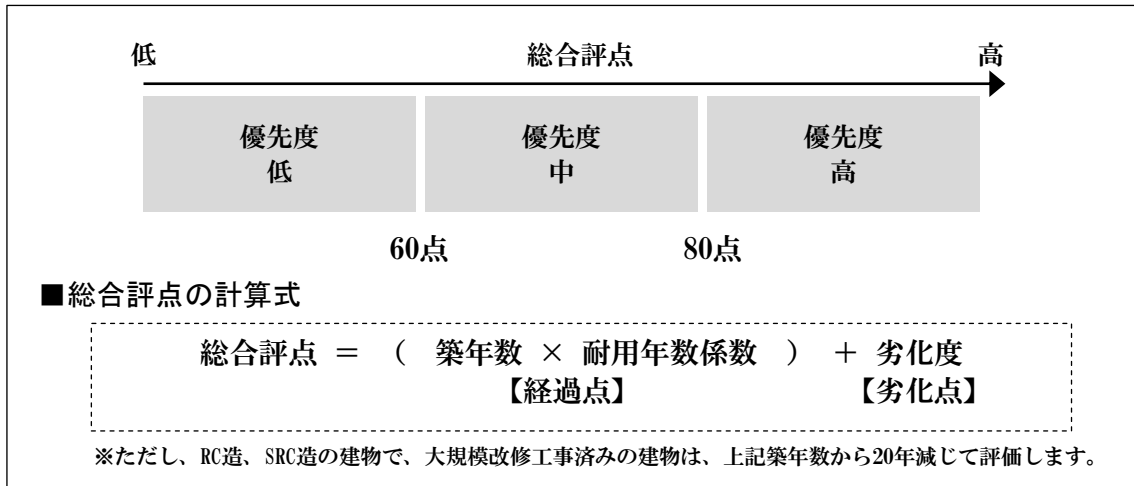 低 総合評点 高
優先度 優先度 優先度
低 中 高
60点 80点
■総合評点の計算式
総合評点 = ( 築年数 × 耐用年数係数 ) + 劣化度
【経過点】 【劣化点】
※ただし、RC造、SRC造の建物で、大規模改修工事済みの建物は、上記築年数から20年減じて評価します。